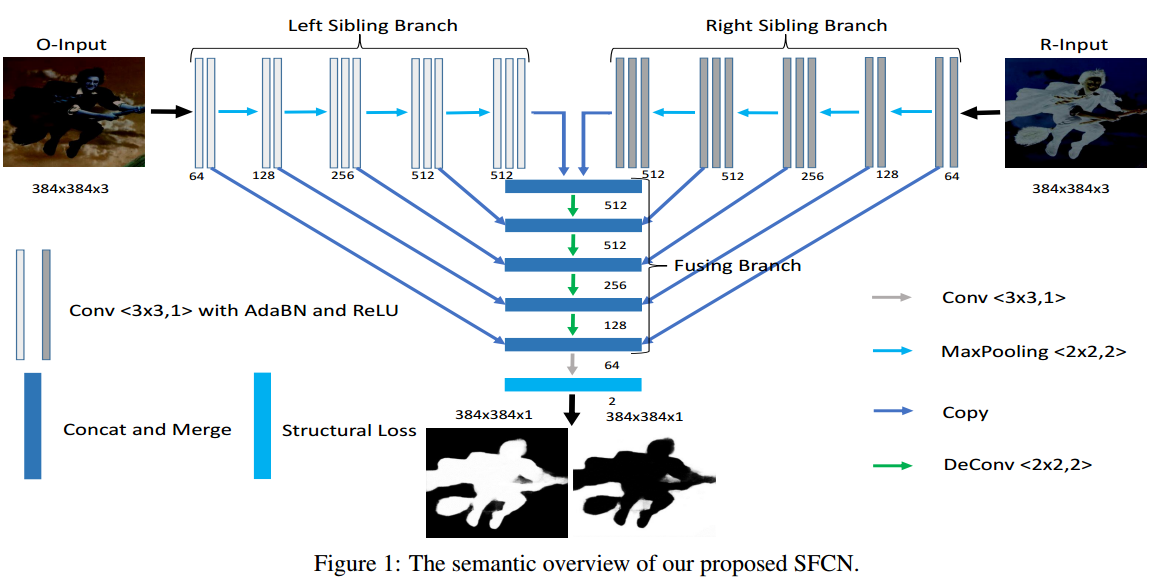 Left Sibling Branch
Right Sibling Branch
O-Input
R-Input
384x384x3
64
128
256
512
512
512
512
256
128
64
384x384x3
512
512
256
128
64
2
Fusing Branch
Conv <3x3,1> with AdaBN and ReLU
Concat and Merge
Structural Loss
Conv <3x3,1>
MaxPooling <2x2,2>
Copy
DeConv <2x2,2>
384x384x1
384x384x1
Figure 1: The semantic overview of our proposed SFCN.